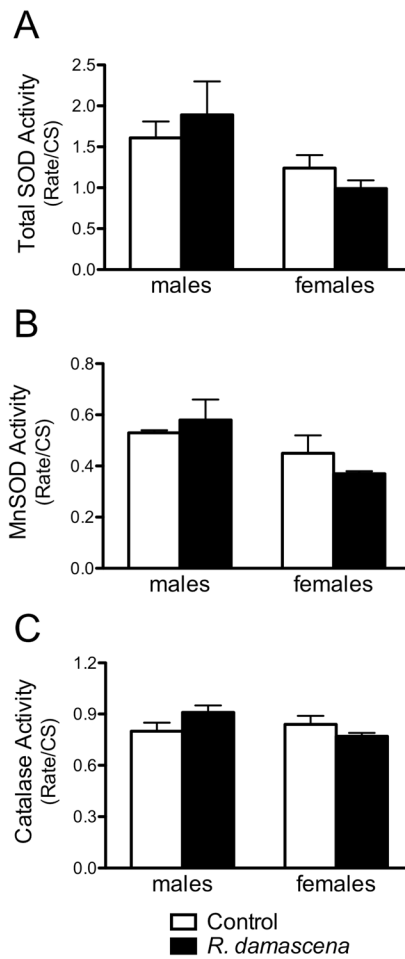 A
Total SOD Activity
(Rate/CS)
2.5
2.0
1.5
1.0
0.5
0.0
males females
B
MnSOD Activity
(Rate/CS)
0.8
0.6
0.4
0.2
0.0
males females
C
Catalase Activity
(Rate/CS)
1.2
0.9
0.6
0.3
0.0
males females
Control
R. damascena